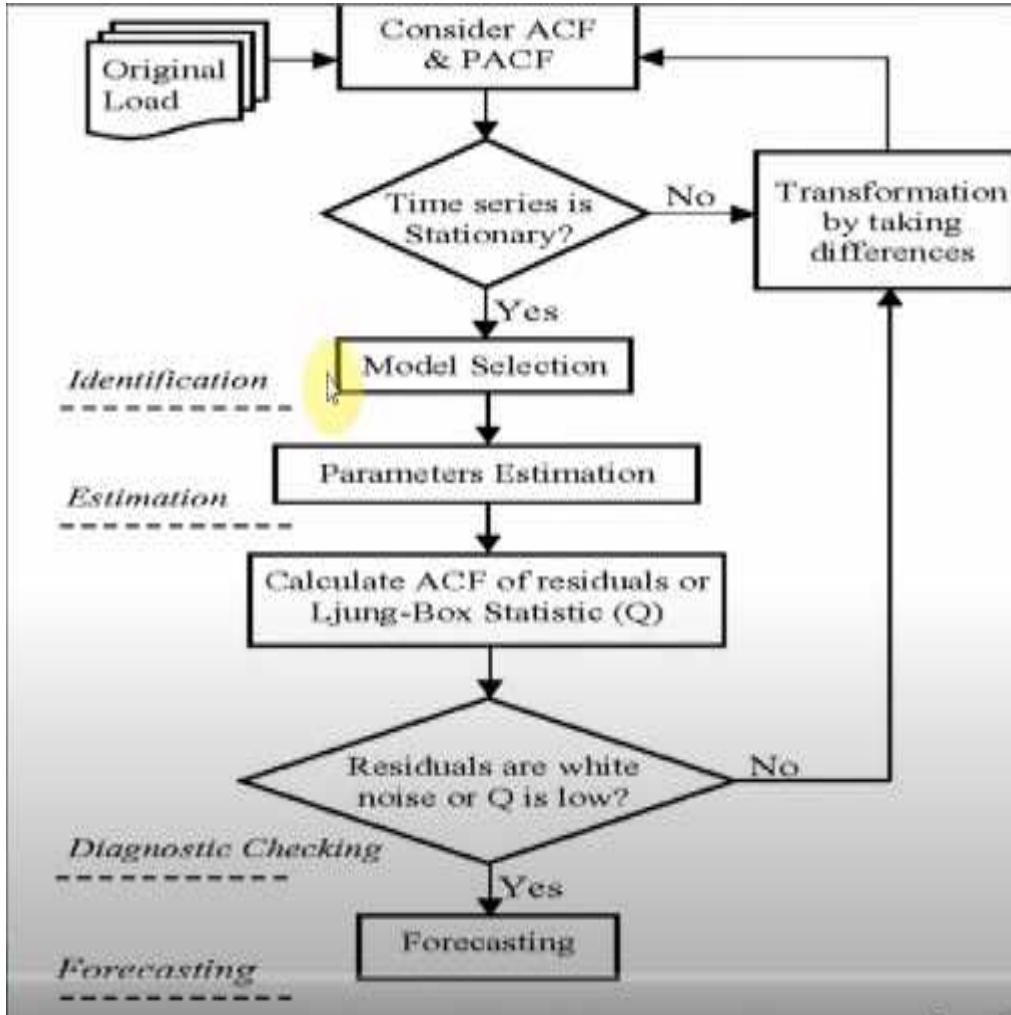 Original
Load
Consider ACF
& PACF
Time series is
Stationary?
No
Transformation
by taking
differences
Yes
Identification
Model Selection
Estimation
Parameters Estimation
Calculate ACF of residuals or
Ljung-Box Statistic (Q)
Residuals are white
noise or Q is low?
No
Diagnostic Checking
Yes
Forecasting
Forecasting